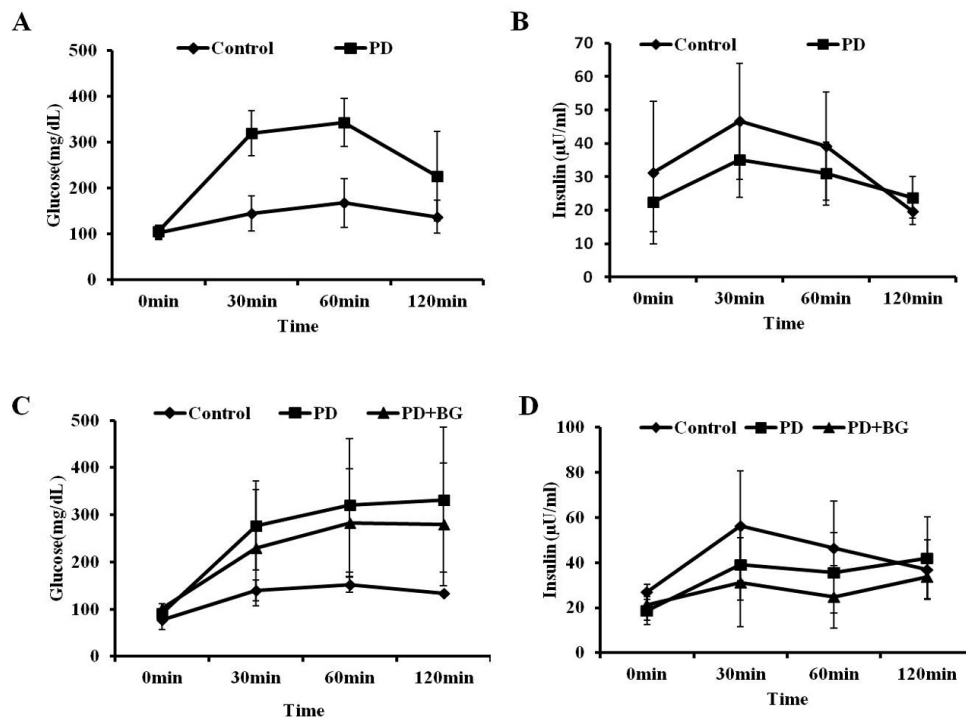 A
Control PD
500
400
300
200
100
0
Glucose(mg/dL)
0min 30min 60min 120min
Time
B
Control PD
70
60
50
40
30
20
10
0
Insulin (µU/ml)
0min 30min 60min 120min
Time
C
Control PD PD+BG
500
400
300
200
100
0
Glucose(mg/dL)
0min 30min 60min 120min
Time
D
Control PD PD+BG
100
80
60
40
20
0
Insulin (µU/ml)
0min 30min 60min 120min
Time